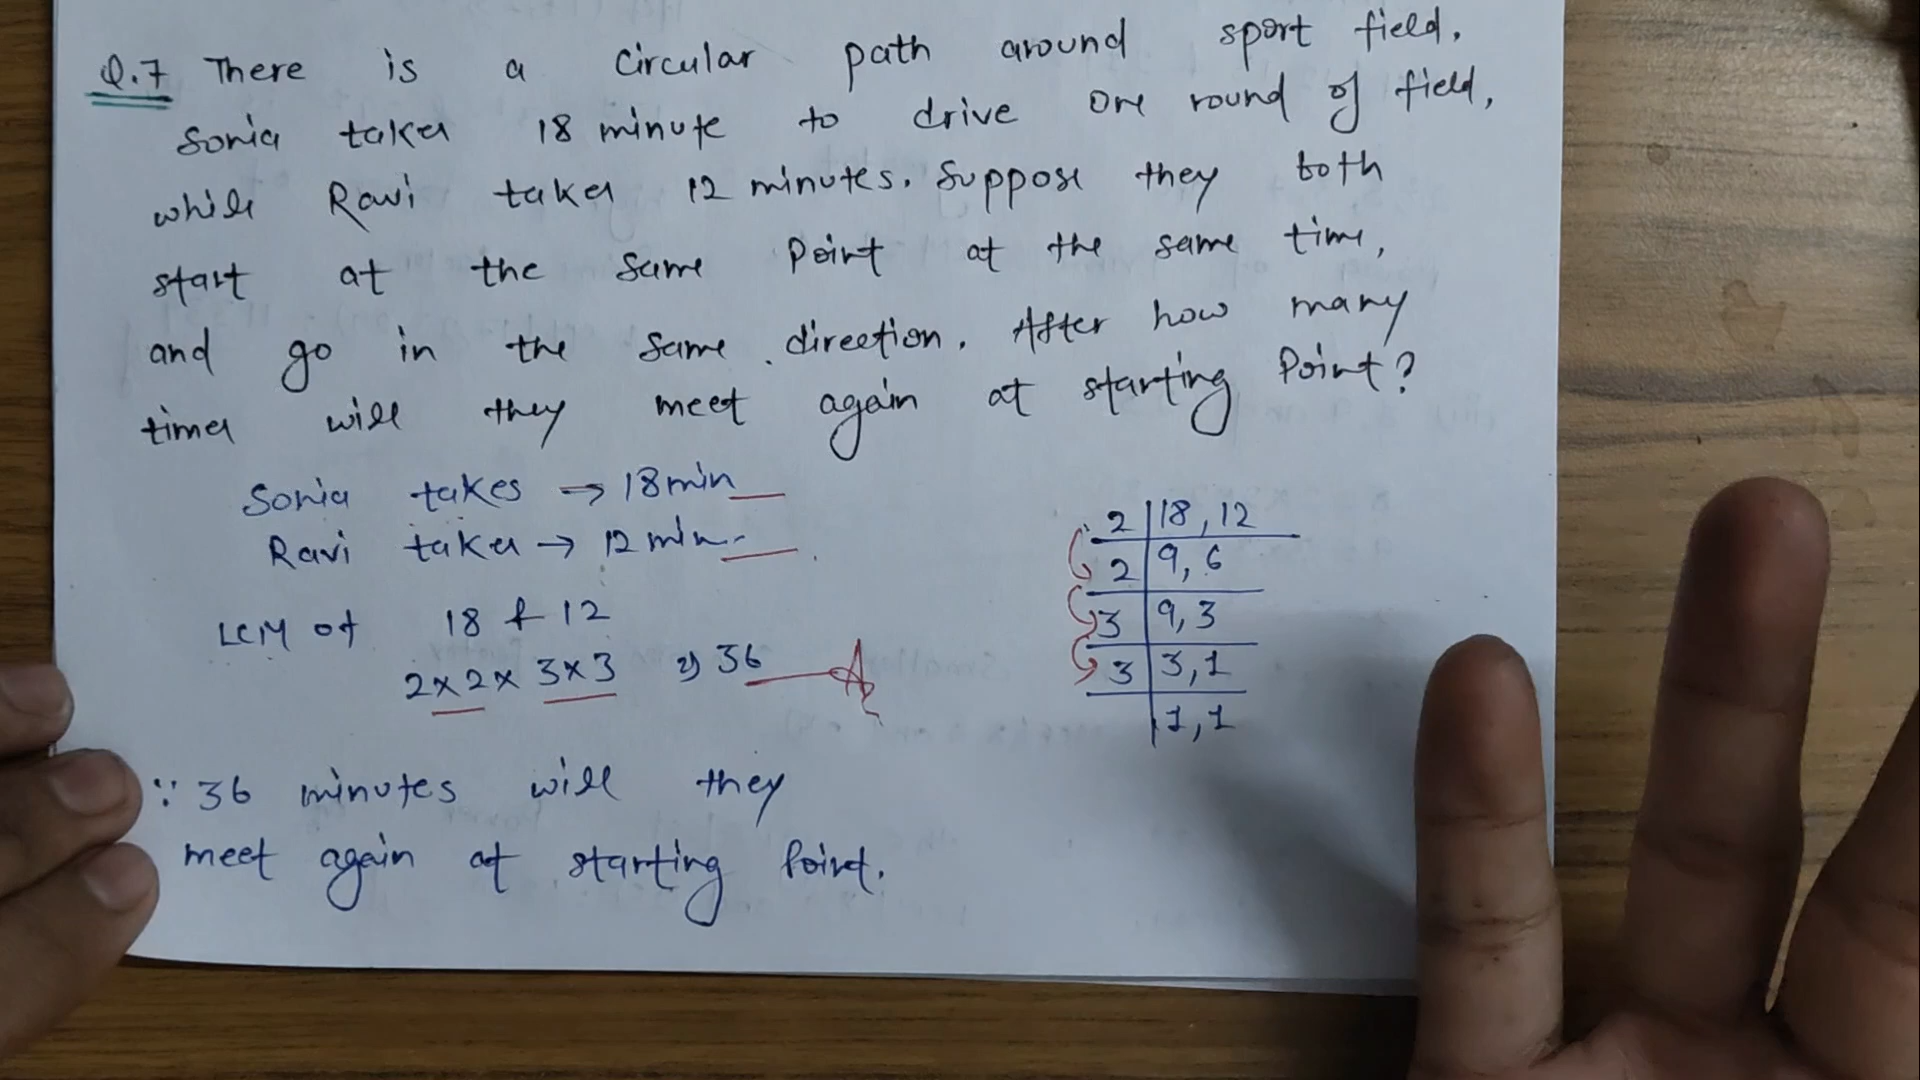 Q.7 There is a circular path around sport field.
Sonia takes 18 minute to drive one round of field,
while Ravi takes 12 minutes. Suppose they both
start at the same point at the same time,
and go in the same direction. After how many
times will they meet again at starting Point?
Sonia takes → 18 min
Ravi takes → 12 min.
LCM of 18 & 12
2 x 2 x 3 x 3 ⇒ 36
2 | 18, 12
2 | 9, 6
3 | 9, 3
3 | 3, 1
| 1, 1
∵ 36 minutes will they
meet again at starting Point.